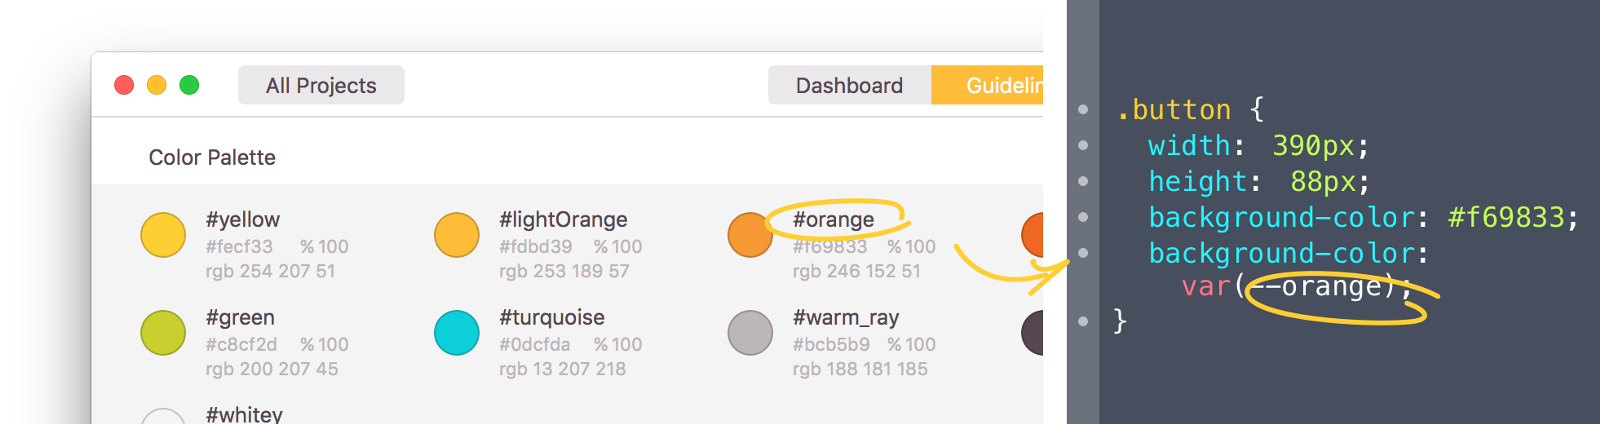 All Projects
Dashboard
Guidelin
Color Palette
#yellow
#fecf33 % 100
rgb 254 207 51
#lightOrange
#fdbd39 % 100
rgb 253 189 57
#orange
#f69833 % 100
rgb 246 152 51
#green
#c8cf2d % 100
rgb 200 207 45
#turquoise
#0dcfda % 100
rgb 13 207 218
#warm_ray
#bcb5b9 % 100
rgb 188 181 185
#whitey
.button {
width: 390px;
height: 88px;
background-color: #f69833;
background-color:
var(--orange);
}